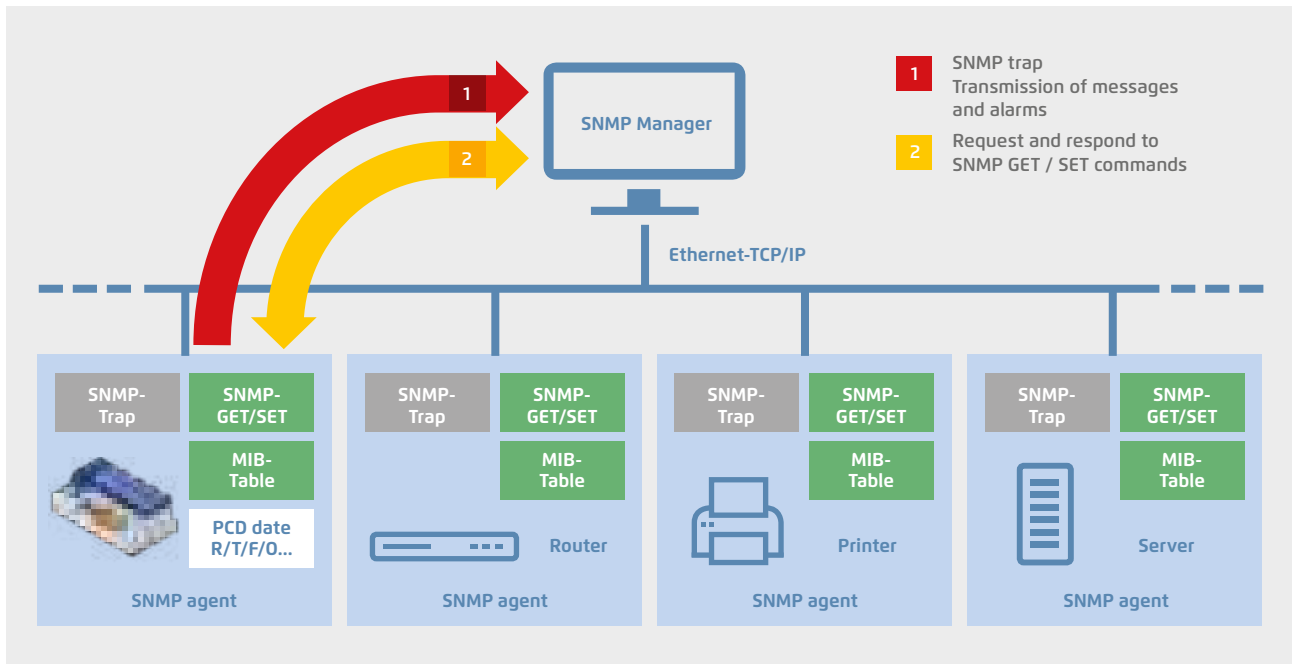 1
SNMP trap
Transmission of messages
and alarms
2
Request and respond to
SNMP GET / SET commands
1
2
SNMP Manager
Ethernet-TCP/IP
SNMP-
Trap
SNMP-
GET/SET
MIB-
Table
PCD date
R/T/F/O...
SNMP agent
SNMP-
Trap
SNMP-
GET/SET
MIB-
Table
Router
SNMP agent
SNMP-
Trap
SNMP-
GET/SET
MIB-
Table
Printer
SNMP agent
SNMP-
Trap
SNMP-
GET/SET
MIB-
Table
Server
SNMP agent